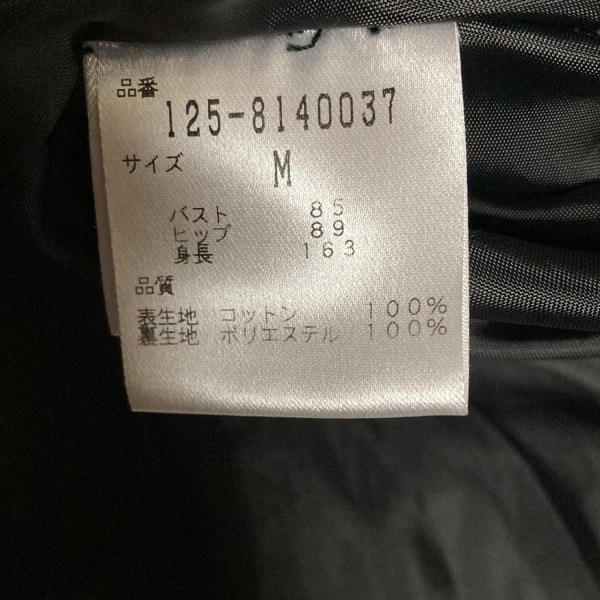 品番
125-8140037
サイズ M
バスト 85
ヒップ 89
身長 163
品質
表生地 コットン 100%
裏生地 ポリエステル 100%